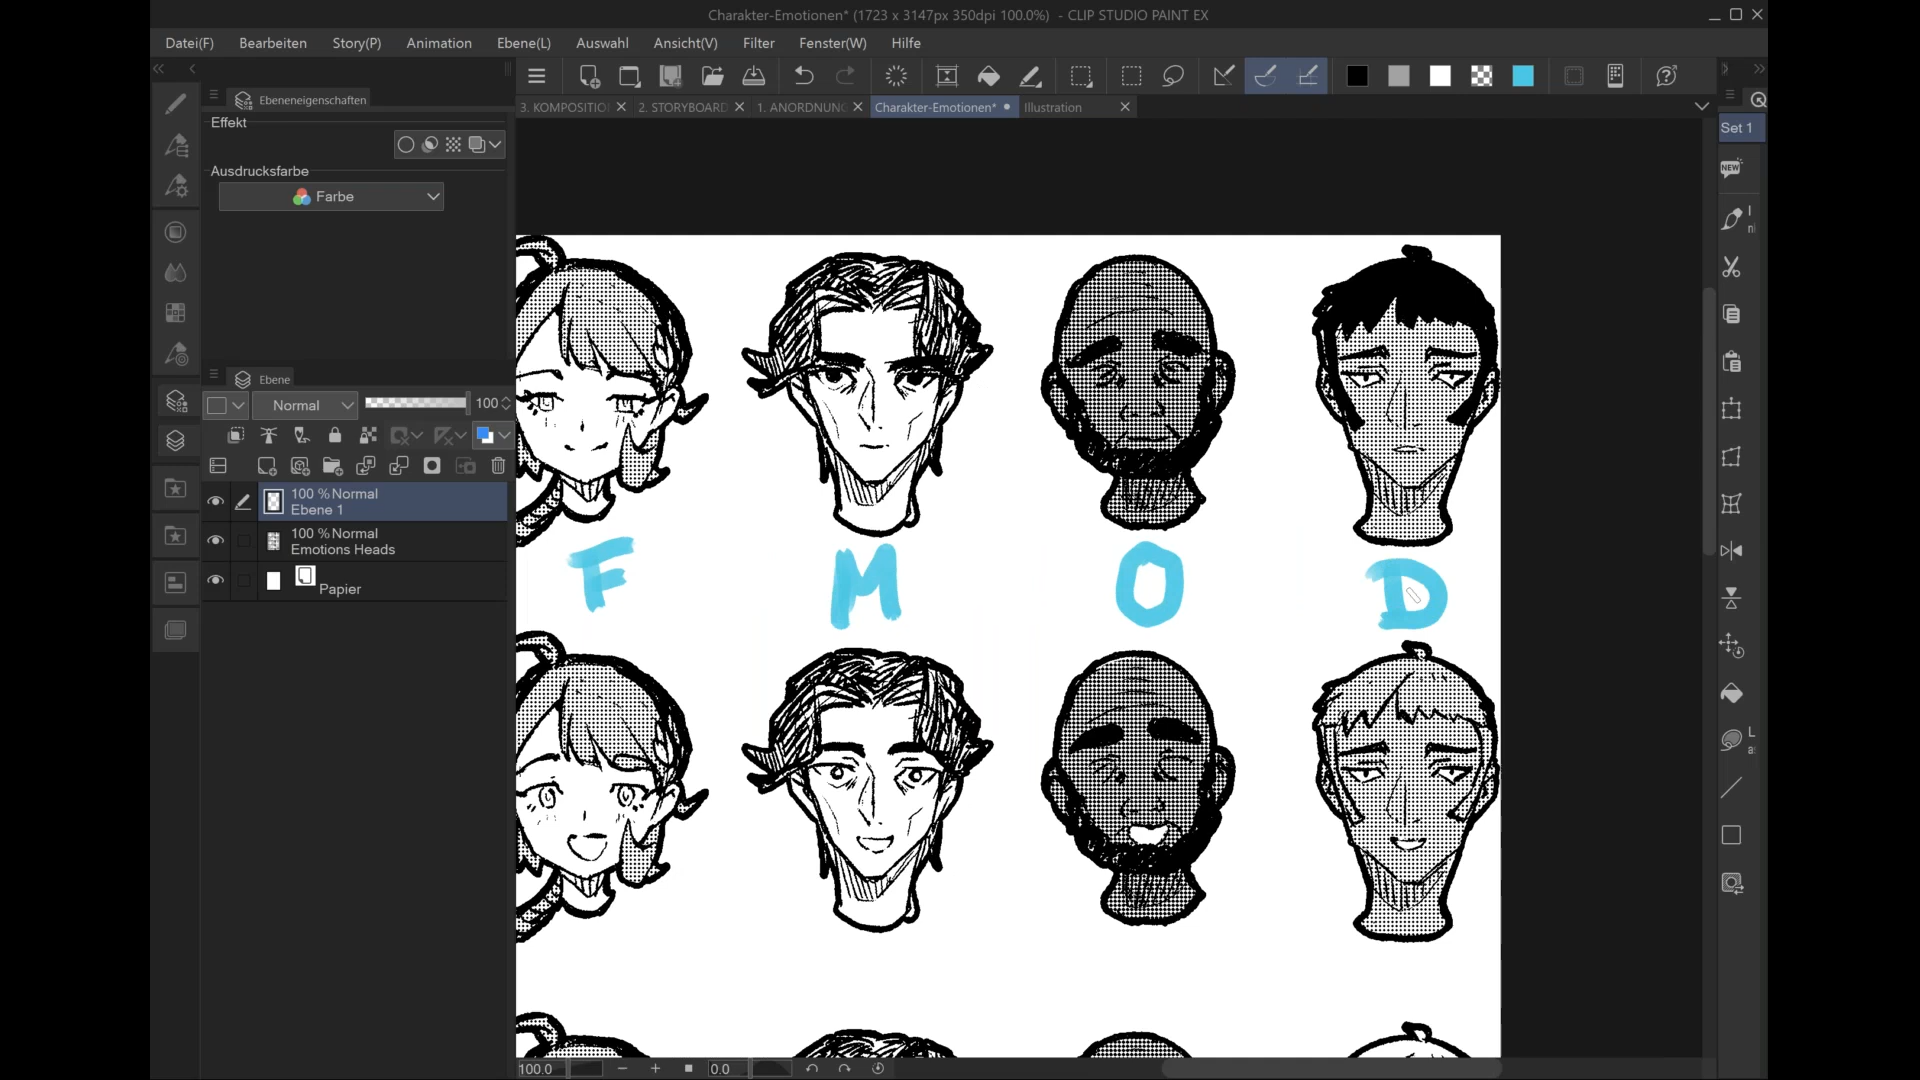 Charakter-Emotionen* (1723 x 3147px 350dpi 100.0%) - CLIP STUDIO PAINT EX
Datei(F) Bearbeiten Story(P) Animation Ebene(L) Auswahl Ansicht(V) Filter Fenster(W) Hilfe
3. KOMPOSITIO 2. STORYBOARD 1. ANORDNUNG Charakter-Emotionen* Illustration
Ebeneneigenschaften
Effekt
Ausdrucksfarbe
Farbe
Set 1
NEW
Ebene
Normal 100
100 % Normal
Ebene 1
100 % Normal
Emotions Heads
Papier
F M O D
100.0 0.0